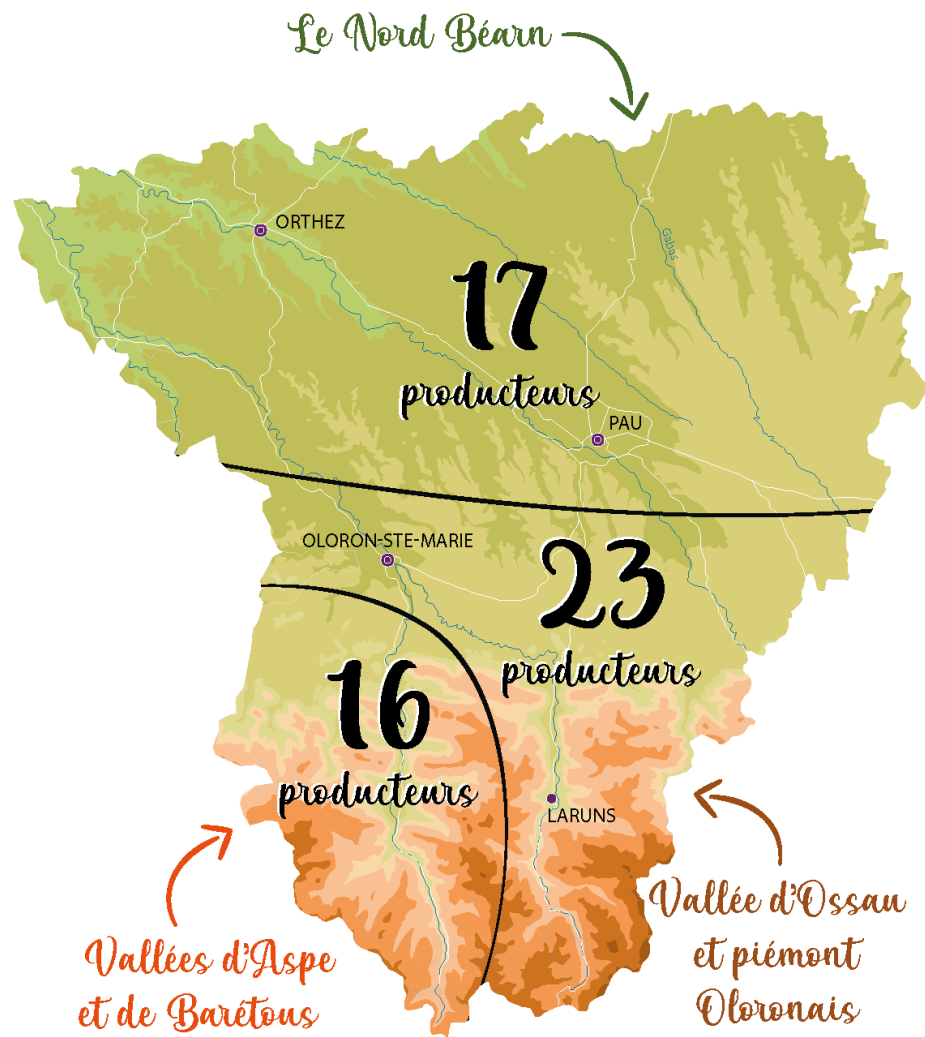 Le Nord Béarn
ORTHEZ
Gabas
17
producteurs
PAU
OLORON-STE-MARIE
23
producteurs
16
producteurs
LARUNS
Vallée d'Ossau
et piémont
Oloronais
Vallées d'Aspe
et de Barétous